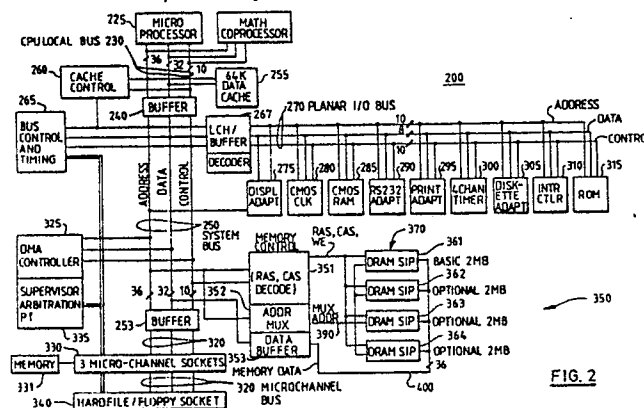 225
MICRO PROCESSOR
MATH COPROCESSOR
CPU LOCAL BUS 230
36
32
10
260
CACHE CONTROL
64K DATA CACHE
255
200
265
BUS CONTROL AND TIMING
240
BUFFER
267
LCH/ BUFFER
DECODER
270 PLANAR I/O BUS
10
8
10
ADDRESS
DATA
CONTROL
ADDRESS
DATA
CONTROL
275
280
285
290
295
300
305
310
315
DISPL ADAPT
CMOS CLK
CMOS RAM
RS232 ADAPT
PRINT ADAPT
4CHAN TIMER
DISK-ETTE ADAPT
INTR CTLR
ROM
250 SYSTEM BUS
325
DMA CONTROLLER
SUPERVISOR ARBITRATION PT
335
36
32
10
352
MEMORY CONTROL
351
(RAS, CAS DECODE)
ADDR MUX
DATA BUFFER
353
RAS, CAS, WE
370
DRAM SIP
361
BASIC 2MB
DRAM SIP
362
OPTIONAL 2MB
MUX ADDR
390
DRAM SIP
363
OPTIONAL 2MB
DRAM SIP
364
OPTIONAL 2MB
350
253
BUFFER
320
330
MEMORY
331
3 MICRO-CHANNEL SOCKETS
MEMORY DATA
400
36
320 MICROCHANNEL BUS
340
HARDFILE/FLOPPY SOCKET
FIG. 2